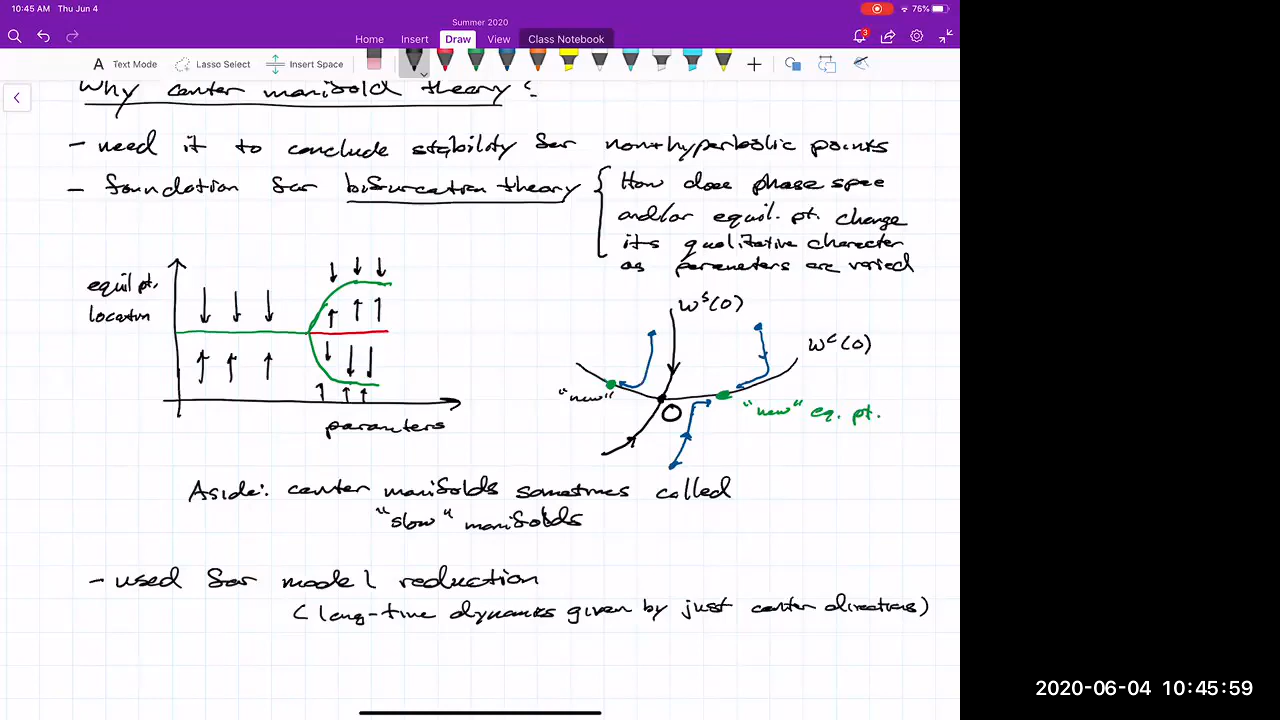 10:45 AM Thu Jun 4
76%
Summer 2020
Home Insert Draw View Class Notebook
3
A Text Mode Lasso Select Insert Space
Why center manifold theory?
- need it to conclude stability for nonhyperbolic points
- foundation for bifurcation theory
How does phase space
and/or equil. pt. change
its qualitative character
as parameters are varied
equil pt.
location
parameters
Wˢ(0)
Wᶜ(0)
"new"
0
"new" eq. pt.
Aside: center manifolds sometimes called
"slow" manifolds
- used for model reduction
(long-time dynamics given by just center directions)
2020-06-04 10:45:59